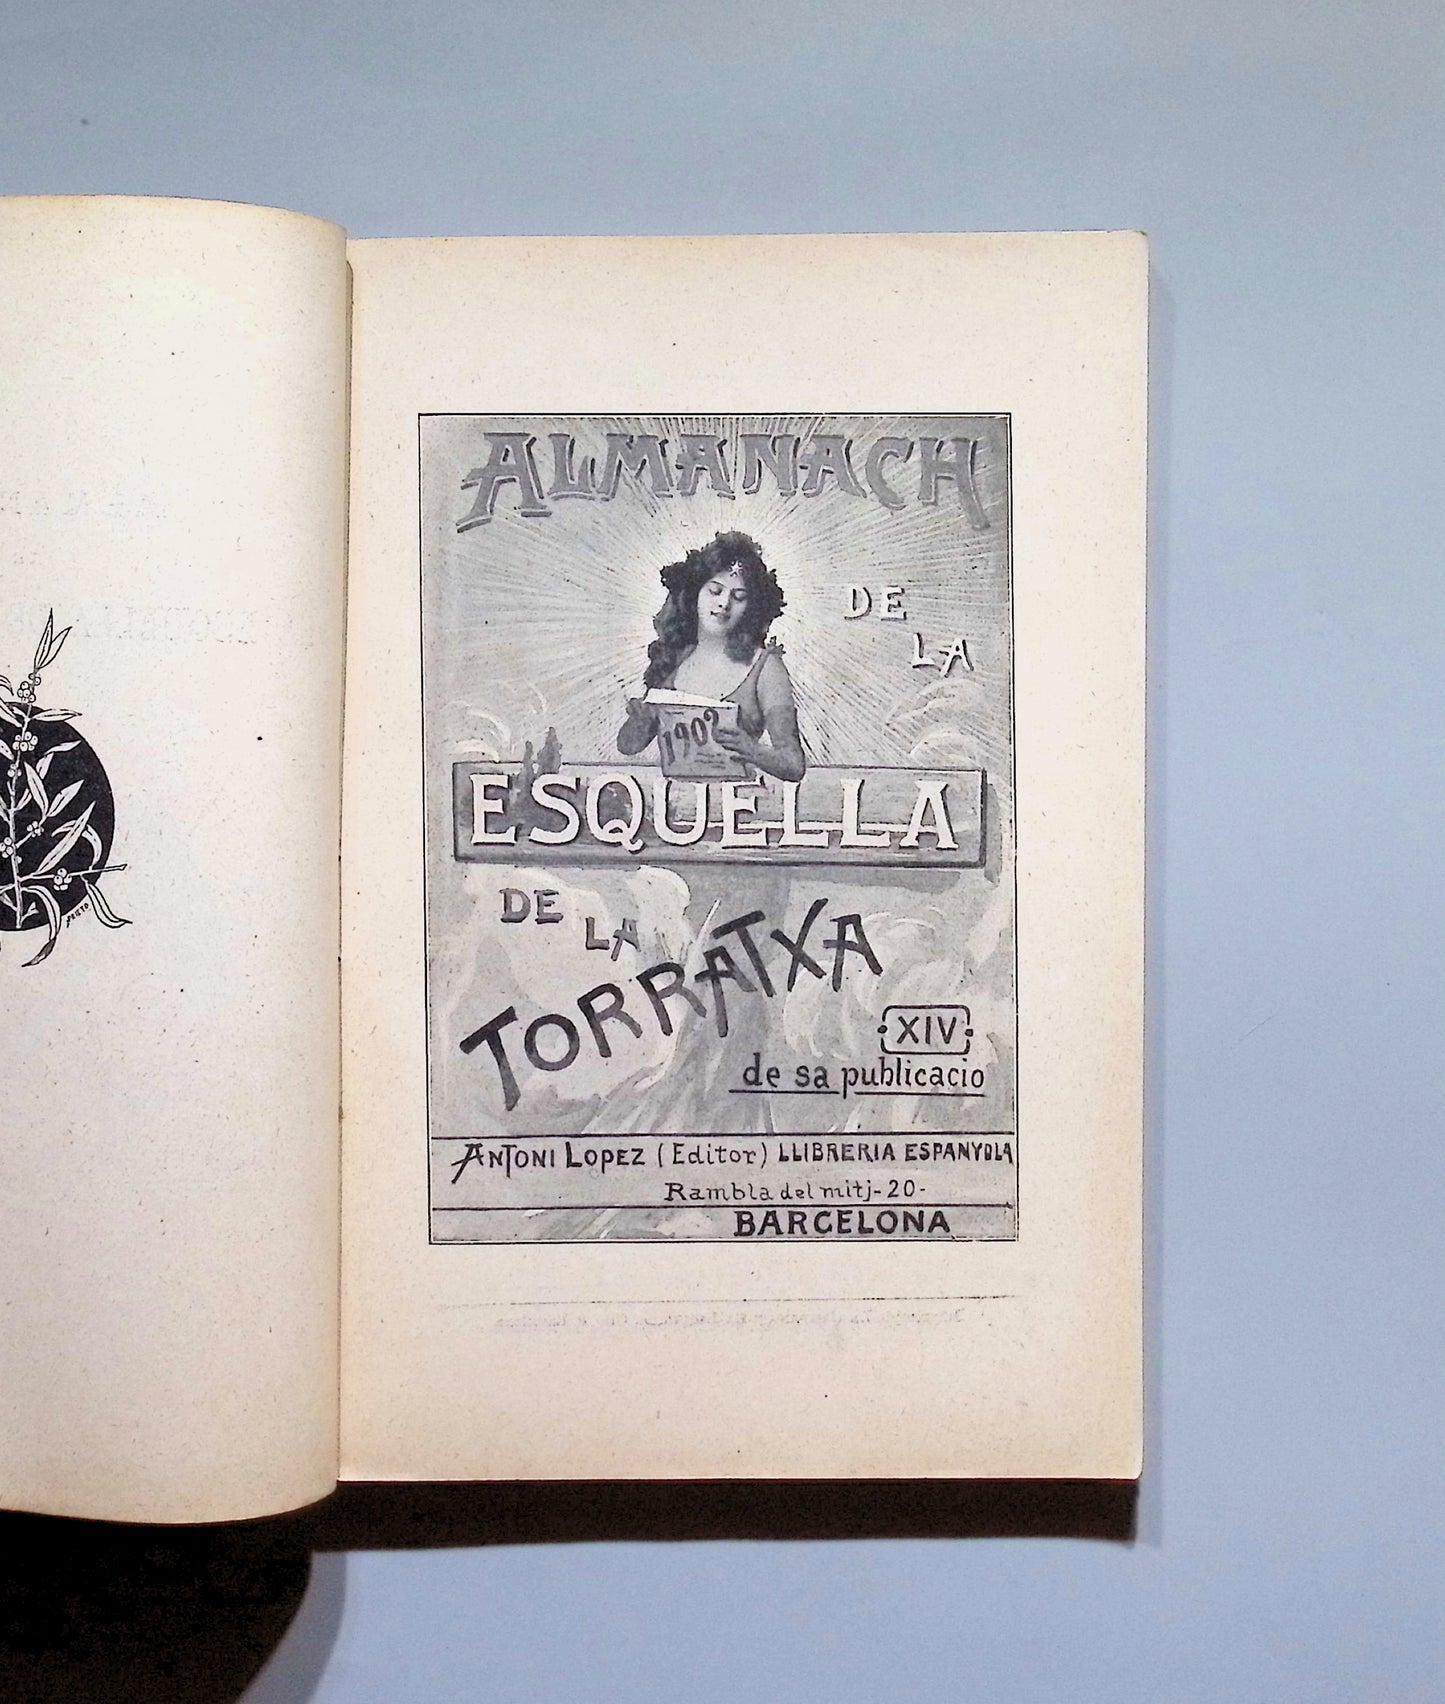 ALMANACH
DE
LA
1902
ESQUELLA
DE
LA
TORRATXA
XIV
de sa publicacio
ANTONI LOPEZ (Editor) LLIBRERIA ESPANYOLA
Rambla del mitj-20-
BARCELONA